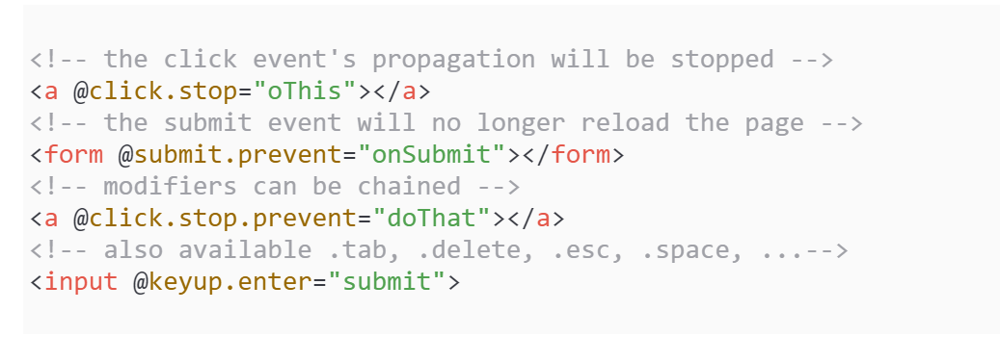 <!-- the click event's propagation will be stopped -->
<a @click.stop="oThis"></a>
<!-- the submit event will no longer reload the page -->
<form @submit.prevent="onSubmit"></form>
<!-- modifiers can be chained -->
<a @click.stop.prevent="doThat"></a>
<!-- also available .tab, .delete, .esc, .space, ...-->
<input @keyup.enter="submit">